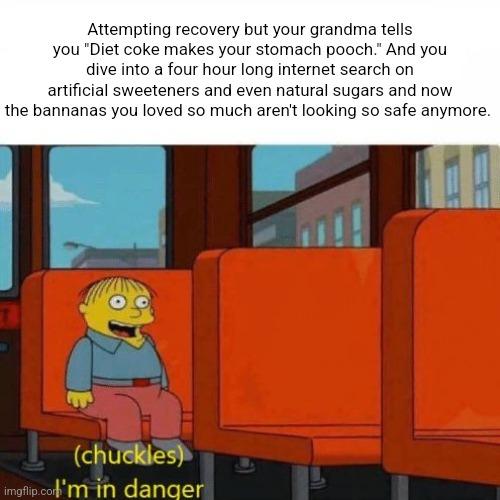 Attempting recovery but your grandma tells
you "Diet coke makes your stomach pooch." And you
dive into a four hour long internet search on
artificial sweeteners and even natural sugars and now
the bannanas you loved so much aren't looking so safe anymore.
(chuckles)
I'm in danger
imgflip.com